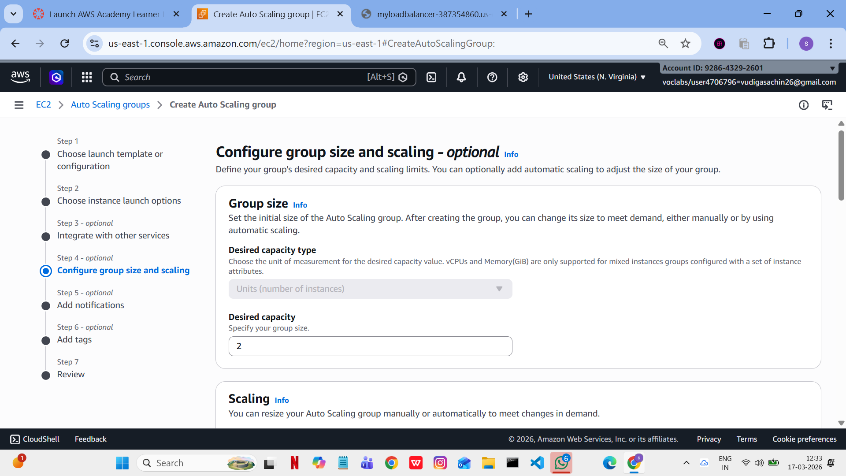 Launch AWS Academy Learner L
Create Auto Scaling group | EC2
mybadbalancer-387354860.us-
us-east-1.console.aws.amazon.com/ec2/home?region=us-east-1#CreateAutoScalingGroup:
S
aws
Search
[Alt+S]
United States (N. Virginia)
Account ID: 9286-4329-2601
voclabs/user4706796=vudigasachin26@gmail.com
EC2
Auto Scaling groups
Create Auto Scaling group
Step 1
Choose launch template or
configuration
Step 2
Choose instance launch options
Step 3 - optional
Integrate with other services
Step 4 - optional
Configure group size and scaling
Step 5 - optional
Add notifications
Step 6 - optional
Add tags
Step 7
Review
Configure group size and scaling - optional Info
Define your group's desired capacity and scaling limits. You can optionally add automatic scaling to adjust the size of your group.
Group size Info
Set the initial size of the Auto Scaling group. After creating the group, you can change its size to meet demand, either manually or by using
automatic scaling.
Desired capacity type
Choose the unit of measurement for the desired capacity value. vCPUs and Memory(GiB) are only supported for mixed instances groups configured with a set of instance
attributes.
Units (number of instances)
Desired capacity
Specify your group size.
2
Scaling Info
You can resize your Auto Scaling group manually or automatically to meet changes in demand.
CloudShell
Feedback
© 2026, Amazon Web Services, Inc. or its affiliates.
Privacy
Terms
Cookie preferences
1
Search
ENG
IN
12:33
17-03-2026